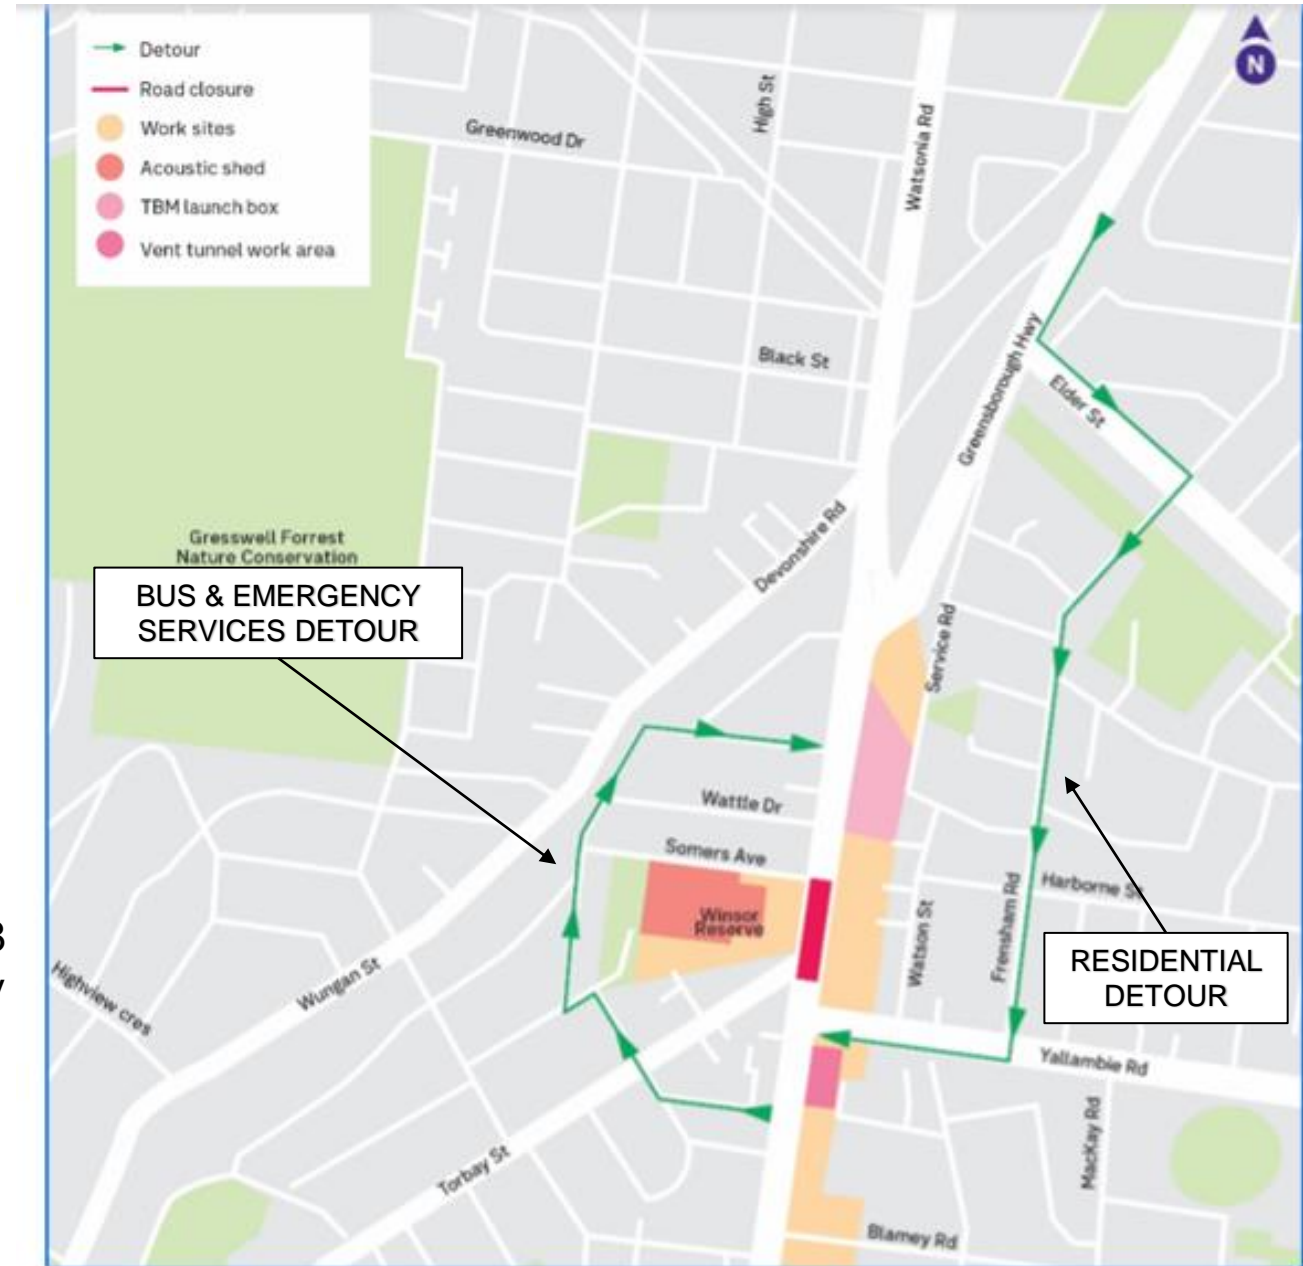 Detour
Road closure
Work sites
Acoustic shed
TBM launch box
Vent tunnel work area
N
High St
Watsonia Rd
Greenwood Dr
Black St
Greensborough Hwy
Elder St
Devonshire Rd
Gresswell Forrest
Nature Conservation
BUS & EMERGENCY
SERVICES DETOUR
Service Rd
Wattle Dr
Somers Ave
Winsor
Reserve
Harborne St
Watson St
Frensham Rd
RESIDENTIAL
DETOUR
Highview cres
Wungan St
Yallambie Rd
MacKay Rd
Torbay St
Blamey Rd